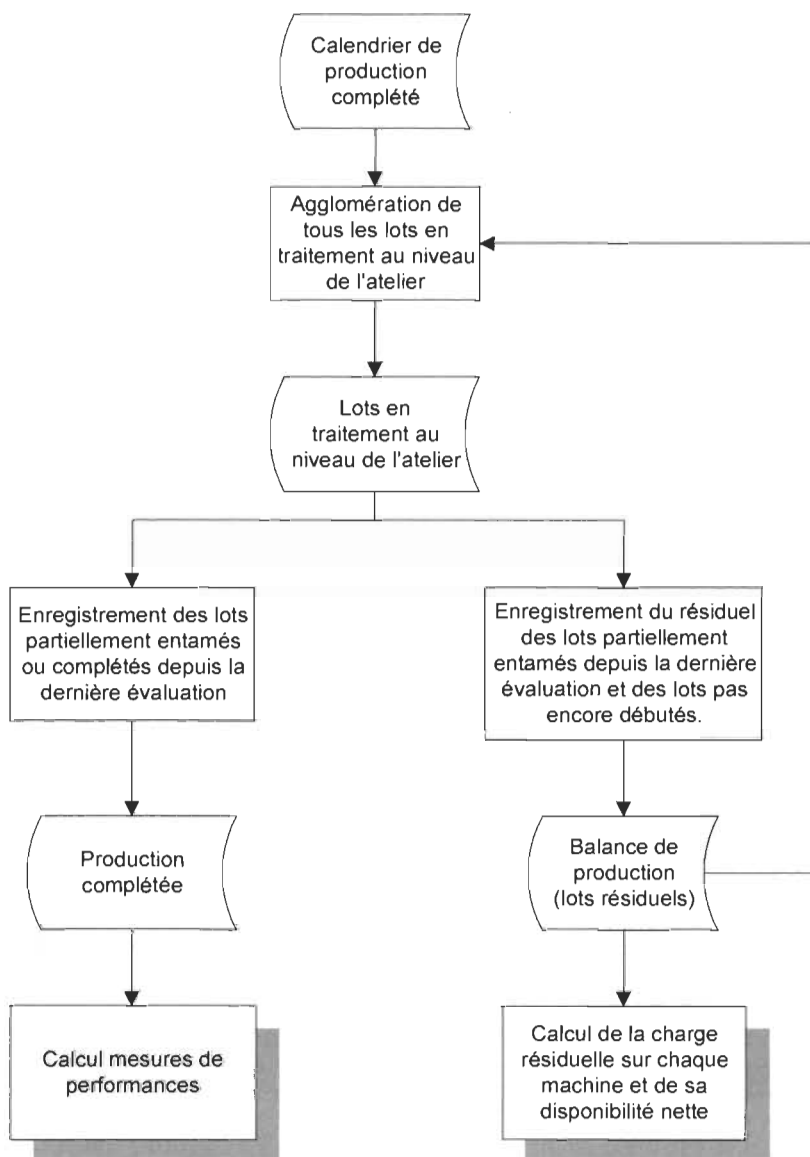 Calendrier de
production
complété
Agglomération de
tous les lots en
traitement au niveau
de l'atelier
Lots en
traitement au
niveau de l'atelier
Enregistrement des lots
partiellement entamés
ou complétés depuis la
dernière évaluation
Enregistrement du résiduel
des lots partiellement
entamés depuis la dernière
évaluation et des lots pas
encore débutés.
Production
complétée
Balance de
production
(lots résiduels)
Calcul mesures de
performances
Calcul de la charge
résiduelle sur chaque
machine et de sa
disponibilité nette